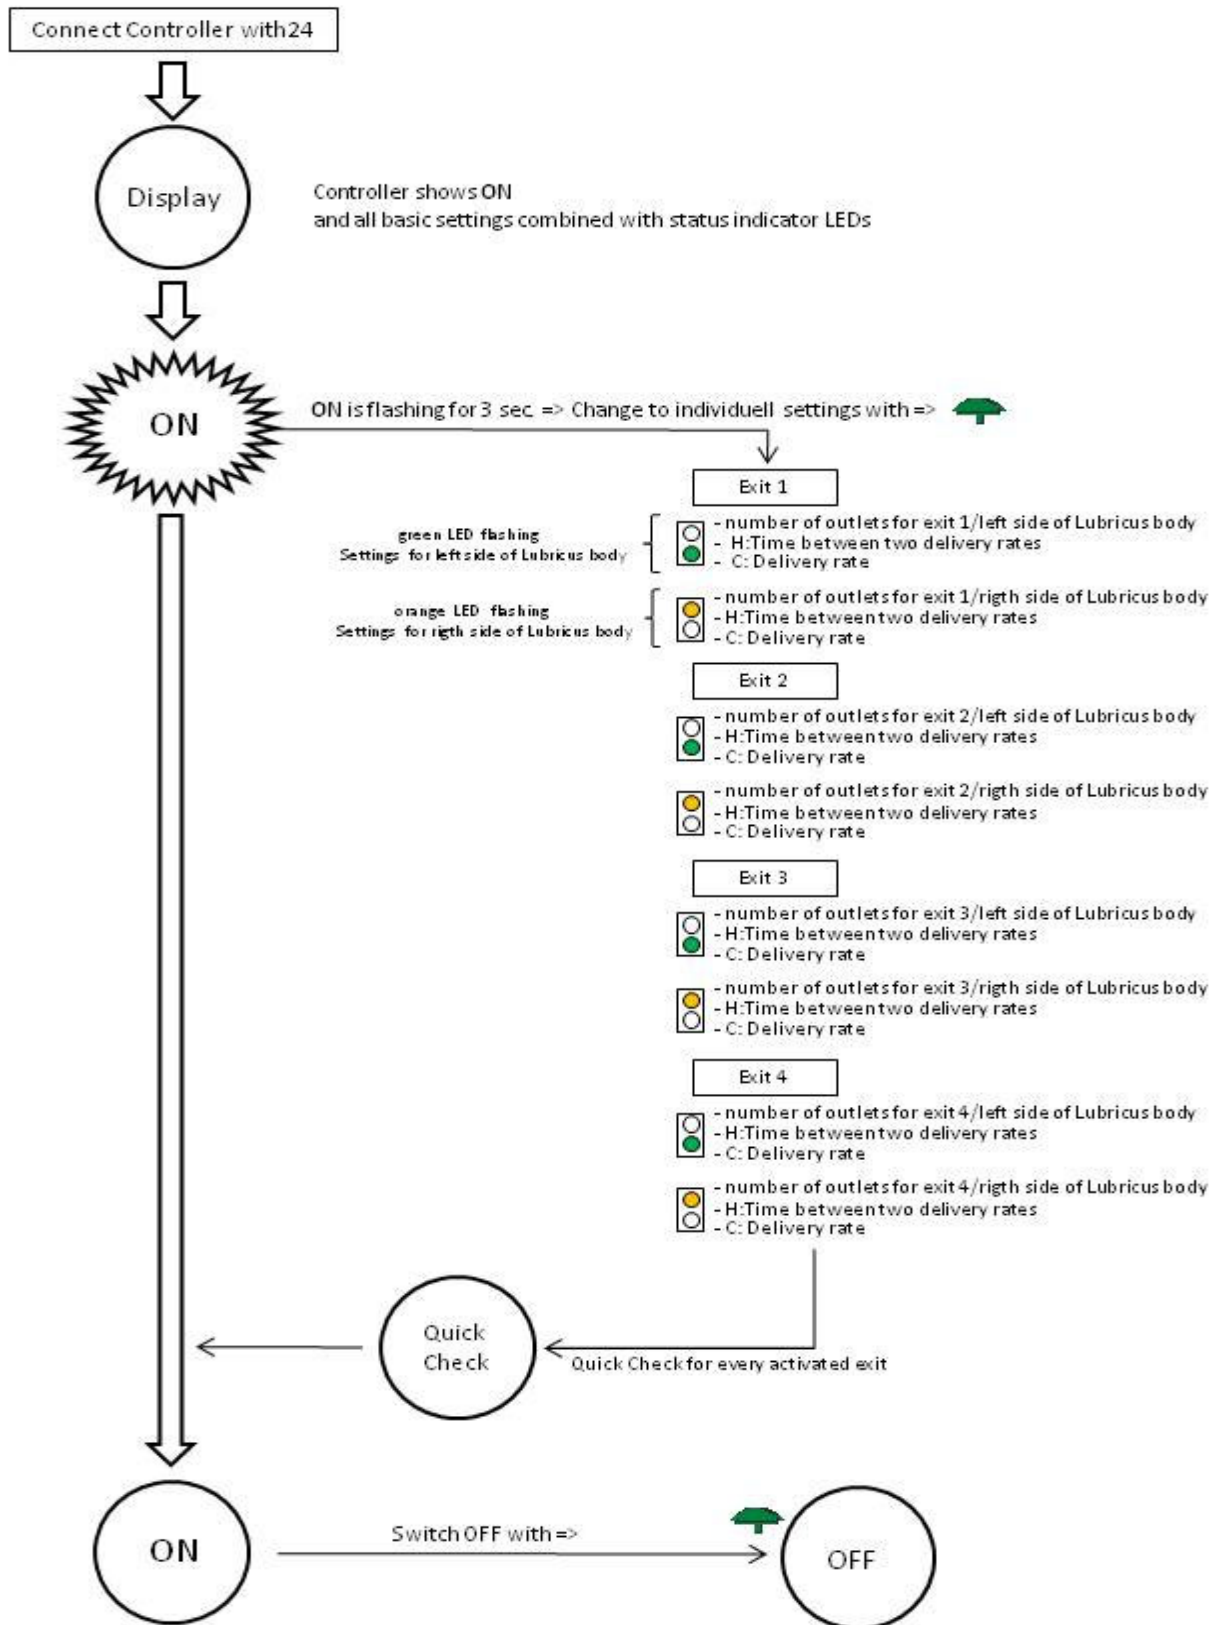 Connect Controller with 24
Display
Controller shows ON
and all basic settings combined with status indicator LEDs
ON
ON is flashing for 3 sec. => Change to individuell settings with =>
Exit 1
green LED flashing
Settings for left side of Lubricus body
- number of outlets for exit 1/left side of Lubricus body
- H:Time between two delivery rates
- C: Delivery rate
orange LED flashing
Settings for rigth side of Lubricus body
- number of outlets for exit 1/rigth side of Lubricus body
- H:Time between two delivery rates
- C: Delivery rate
Exit 2
- number of outlets for exit 2/left side of Lubricus body
- H:Time between two delivery rates
- C: Delivery rate
- number of outlets for exit 2/rigth side of Lubricus body
- H:Time between two delivery rates
- C: Delivery rate
Exit 3
- number of outlets for exit 3/left side of Lubricus body
- H:Time between two delivery rates
- C: Delivery rate
- number of outlets for exit 3/rigth side of Lubricus body
- H:Time between two delivery rates
- C: Delivery rate
Exit 4
- number of outlets for exit 4/left side of Lubricus body
- H:Time between two delivery rates
- C: Delivery rate
- number of outlets for exit 4/rigth side of Lubricus body
- H:Time between two delivery rates
- C: Delivery rate
Quick
Check
Quick Check for every activated exit
ON
Switch OFF with =>
OFF